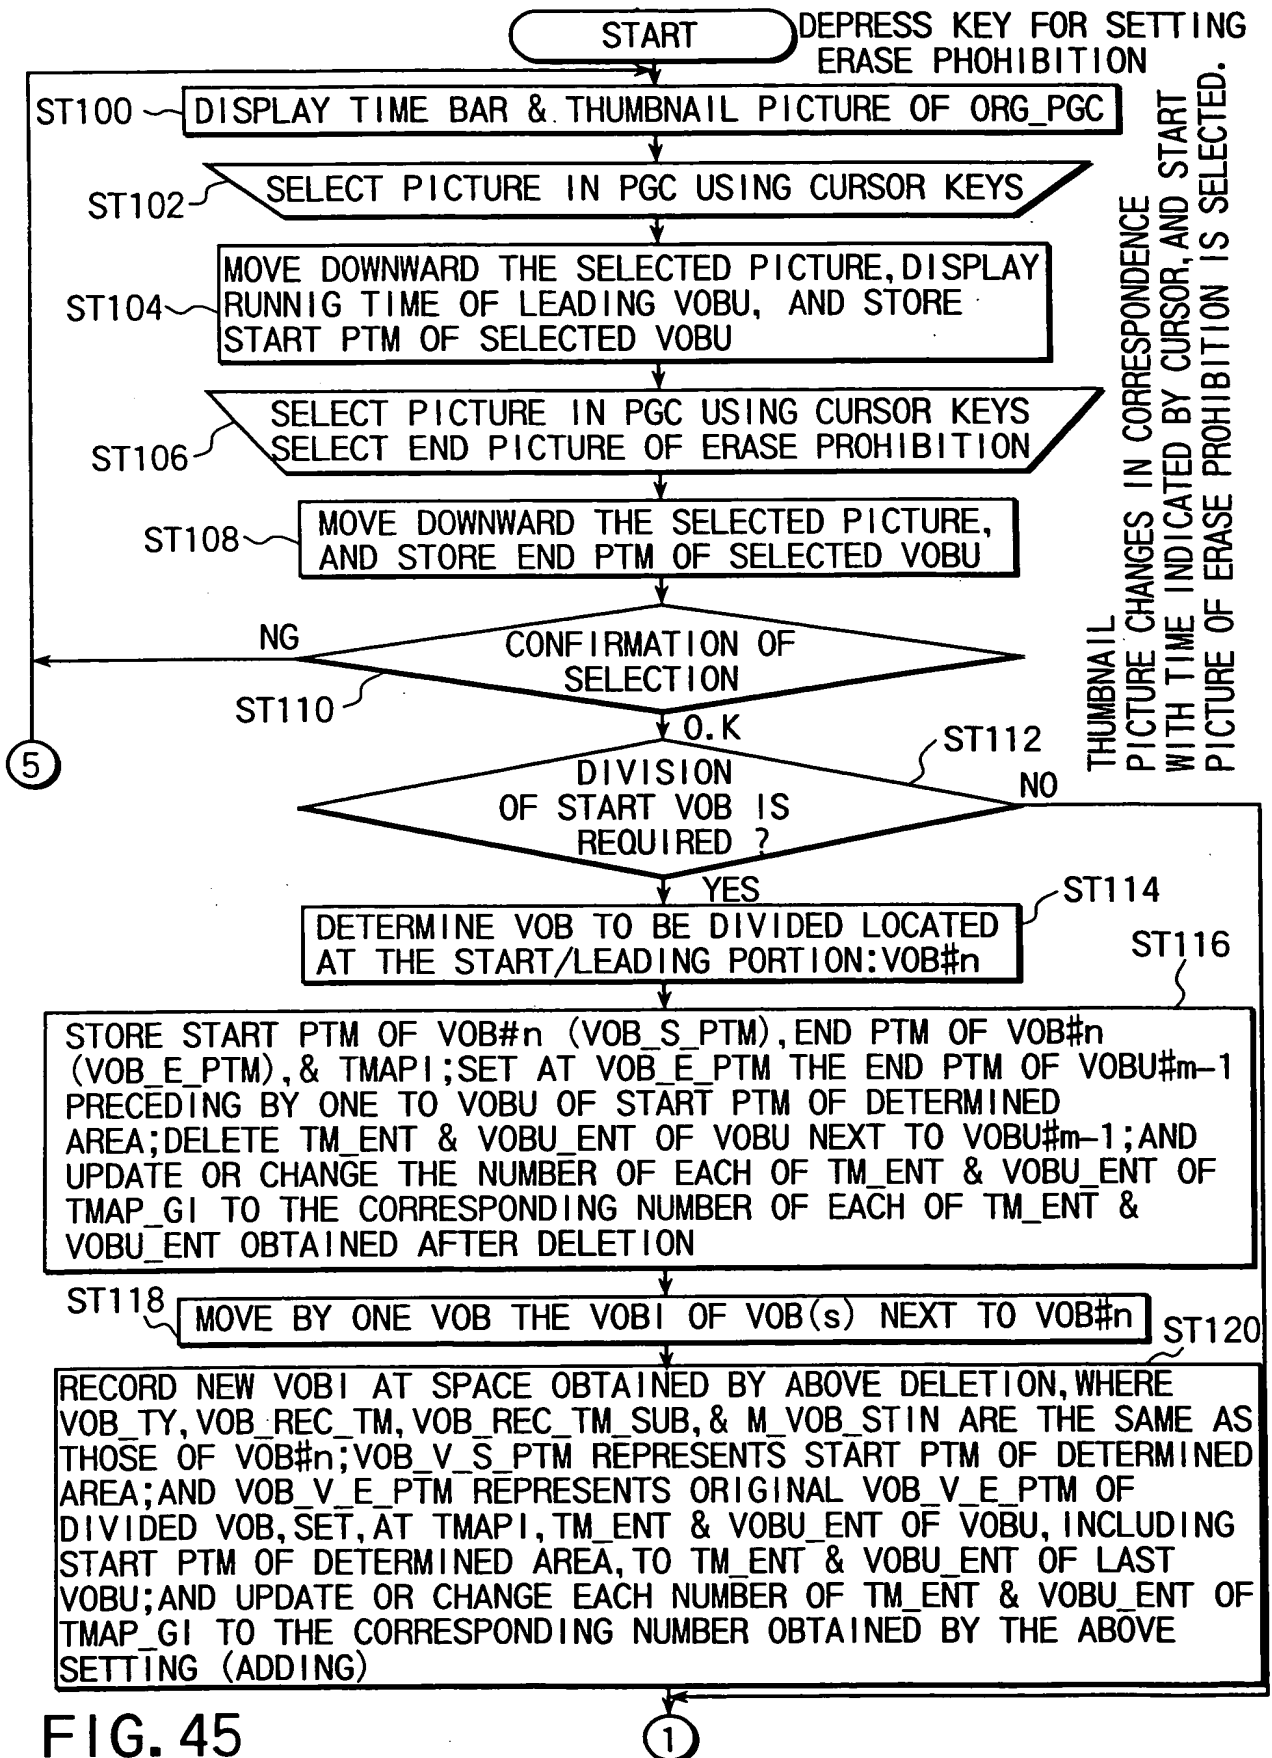 START
DEPRESS KEY FOR SETTING
ERASE PHOHIBITION
ST100
DISPLAY TIME BAR & THUMBNAIL PICTURE OF ORG_PGC
ST102
SELECT PICTURE IN PGC USING CURSOR KEYS
ST104
MOVE DOWNWARD THE SELECTED PICTURE, DISPLAY
RUNNIG TIME OF LEADING VOBU, AND STORE
START PTM OF SELECTED VOBU
ST106
SELECT PICTURE IN PGC USING CURSOR KEYS
SELECT END PICTURE OF ERASE PROHIBITION
ST108
MOVE DOWNWARD THE SELECTED PICTURE,
AND STORE END PTM OF SELECTED VOBU
THUMBNAIL
PICTURE CHANGES IN CORRESPONDENCE
WITH TIME INDICATED BY CURSOR, AND START
PICTURE OF ERASE PROHIBITION IS SELECTED.
NG
CONFIRMATION OF
SELECTION
ST110
O.K
5
ST112
DIVISION
OF START VOB IS
REQUIRED ?
NO
YES
ST114
DETERMINE VOB TO BE DIVIDED LOCATED
AT THE START/LEADING PORTION:VOB#n
ST116
STORE START PTM OF VOB#n (VOB_S_PTM), END PTM OF VOB#n
(VOB_E_PTM), & TMAPI;SET AT VOB_E_PTM THE END PTM OF VOBU#m-1
PRECEDING BY ONE TO VOBU OF START PTM OF DETERMINED
AREA;DELETE TM_ENT & VOBU_ENT OF VOBU NEXT TO VOBU#m-1;AND
UPDATE OR CHANGE THE NUMBER OF EACH OF TM_ENT & VOBU_ENT OF
TMAP_GI TO THE CORRESPONDING NUMBER OF EACH OF TM_ENT &
VOBU_ENT OBTAINED AFTER DELETION
ST118
MOVE BY ONE VOB THE VOBI OF VOB(s) NEXT TO VOB#n
ST120
RECORD NEW VOBI AT SPACE OBTAINED BY ABOVE DELETION, WHERE
VOB_TY, VOB_REC_TM, VOB_REC_TM_SUB, & M_VOB_STIN ARE THE SAME AS
THOSE OF VOB#n;VOB_V_S_PTM REPRESENTS START PTM OF DETERMINED
AREA;AND VOB_V_E_PTM REPRESENTS ORIGINAL VOB_V_E_PTM OF
DIVIDED VOB, SET, AT TMAPI, TM_ENT & VOBU_ENT OF VOBU, INCLUDING
START PTM OF DETERMINED AREA, TO TM_ENT & VOBU_ENT OF LAST
VOBU;AND UPDATE OR CHANGE EACH NUMBER OF TM_ENT & VOBU_ENT OF
TMAP_GI TO THE CORRESPONDING NUMBER OBTAINED BY THE ABOVE
SETTING (ADDING)
1
FIG. 45